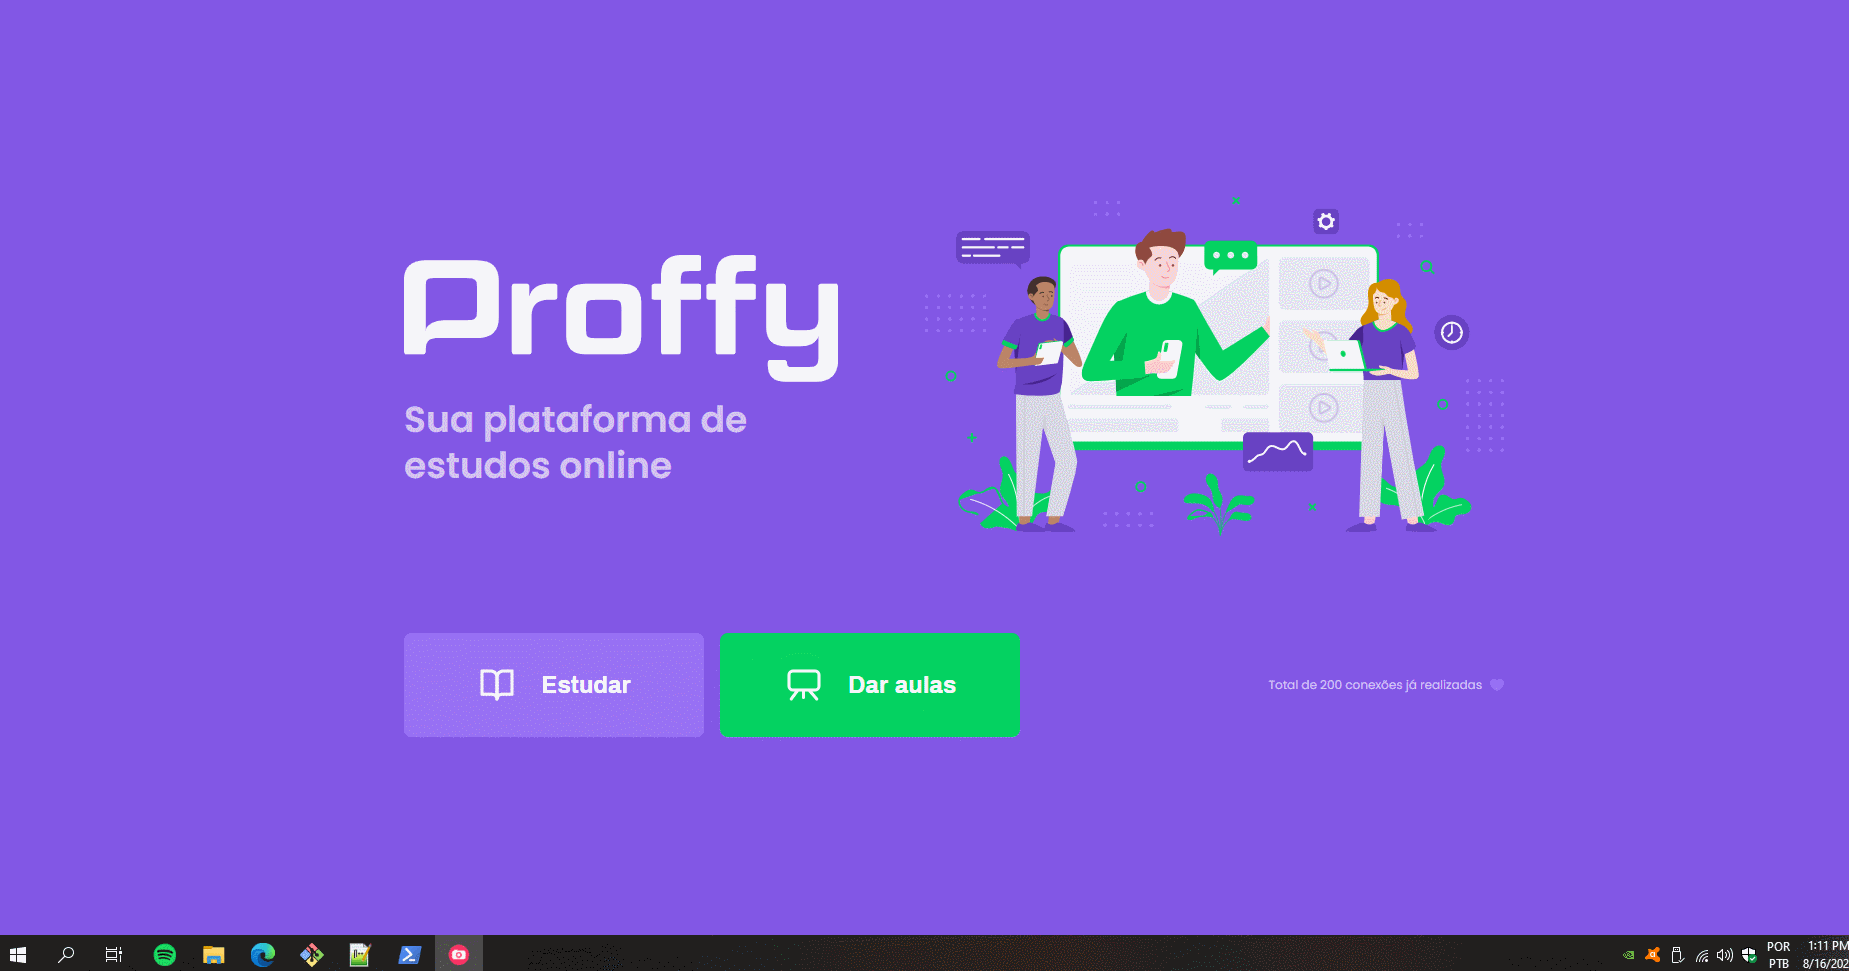 Proffy
Sua plataforma de
estudos online
Estudar
Dar aulas
Total de 200 conexões já realizadas
POR
PTB
1:11 PM
8/16/202